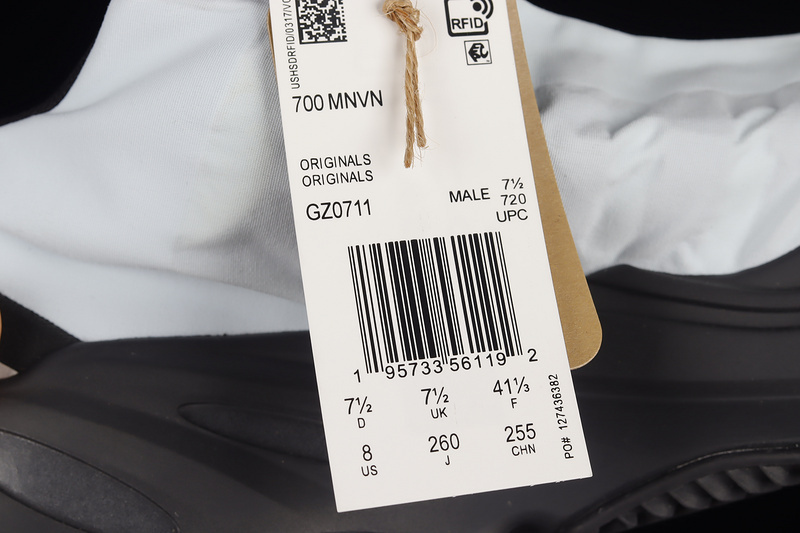 USHSDRFID/0317/VC
RFID
700 MNVN
ORIGINALS
ORIGINALS
GZ0711
MALE 7½
720
UPC
1 95733 56119 2
7½ 7½ 41⅓
D UK F
8 260 255
US J CHN
PO# 127436382